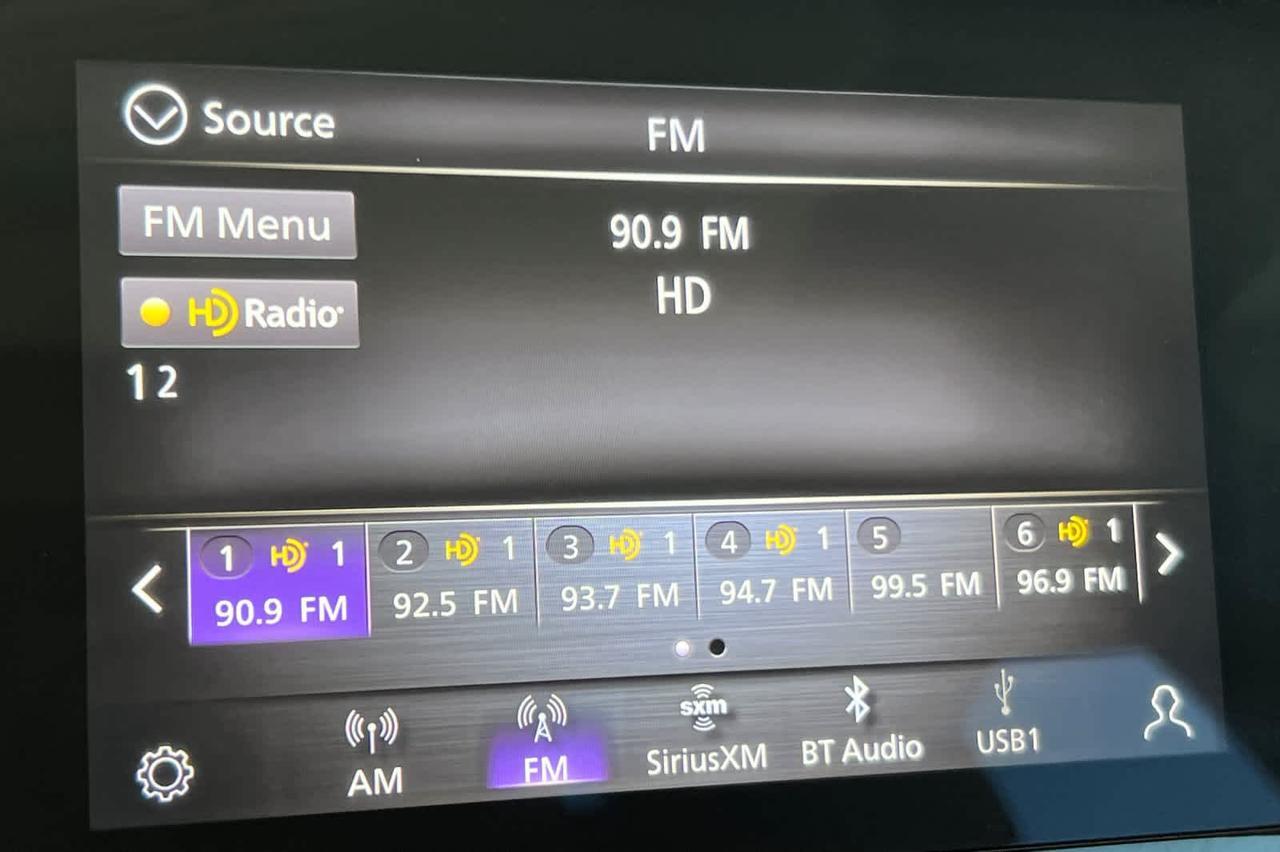 Source
FM
FM Menu
90.9 FM
HD Radio
HD
1 2
1 HD 1
90.9 FM
2 HD 1
92.5 FM
3 HD 1
93.7 FM
4 HD 1
94.7 FM
5
99.5 FM
6 HD 1
96.9 FM
AM
FM
sxm
SiriusXM
BT Audio
USB1